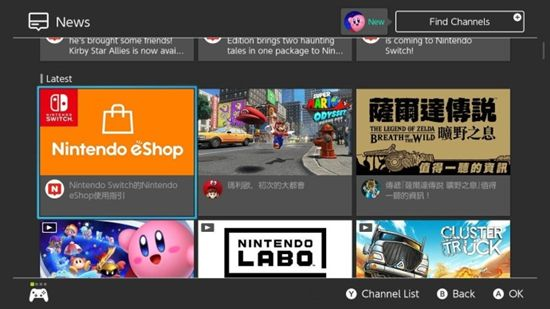 News
New
Find Channels
he's brought some friends!
Kirby Star Allies is now avai...
Edition brings two haunting
tales in one package to Nin...
is coming to Nintendo
Switch!
Latest
NINTENDO
SWITCH
Nintendo eShop
Nintendo Switch的Nintendo
eShop使用指引
SUPER
MARIO
ODYSSEY
瑪利歐，初次的大都會
薩爾達傳說
THE LEGEND OF ZELDA
BREATH OF THE WILD
曠野之息
值得一聽的資訊！
傳聞「薩爾達傳說 曠野之息」值得
一聽的資訊！
NINTENDO
LABO
CLUSTER
TRUCK
Y Channel List
B Back
A OK